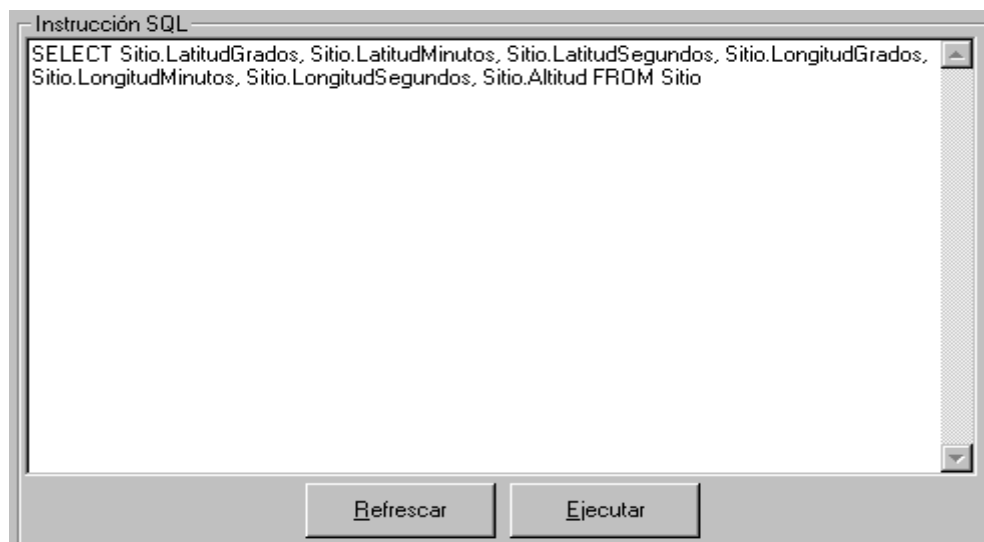 Instrucción SQL
SELECT Sitio.LatitudGrados, Sitio.LatitudMinutos, Sitio.LatitudSegundos, Sitio.LongitudGrados,
Sitio.LongitudMinutos, Sitio.LongitudSegundos, Sitio.Altitud FROM Sitio
Refrescar Ejecutar